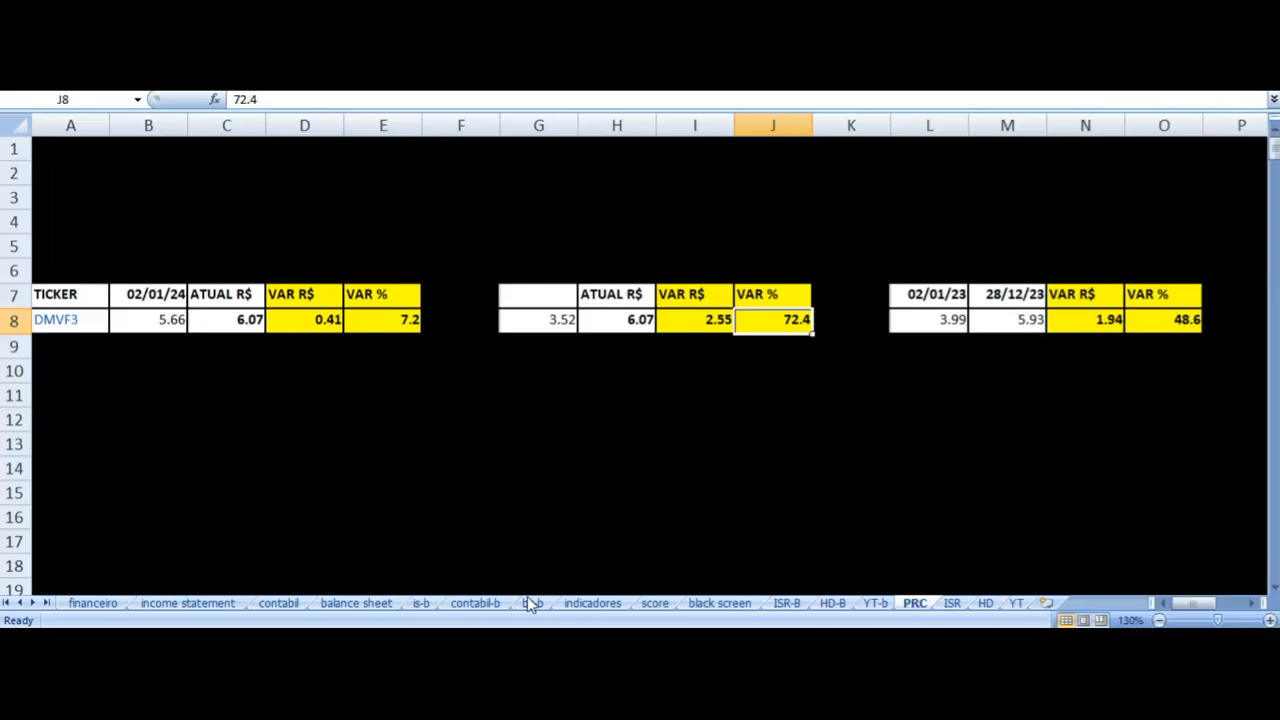 J8 fx 72.4
A B C D E F G H I J K L M N O P
1
2
3
4
5
6
7 TICKER 02/01/24 ATUAL R$ VAR R$ VAR % ATUAL R$ VAR R$ VAR % 02/01/23 28/12/23 VAR R$ VAR %
8 DMVF3 5.66 6.07 0.41 7.2 3.52 6.07 2.55 72.4 3.99 5.93 1.94 48.6
9
10
11
12
13
14
15
16
17
18
19
financeiro income statement contabil balance sheet is-b contabil-b indicadores score black screen ISR-B HD-B YT-b PRC ISR HD YT
Ready 130%